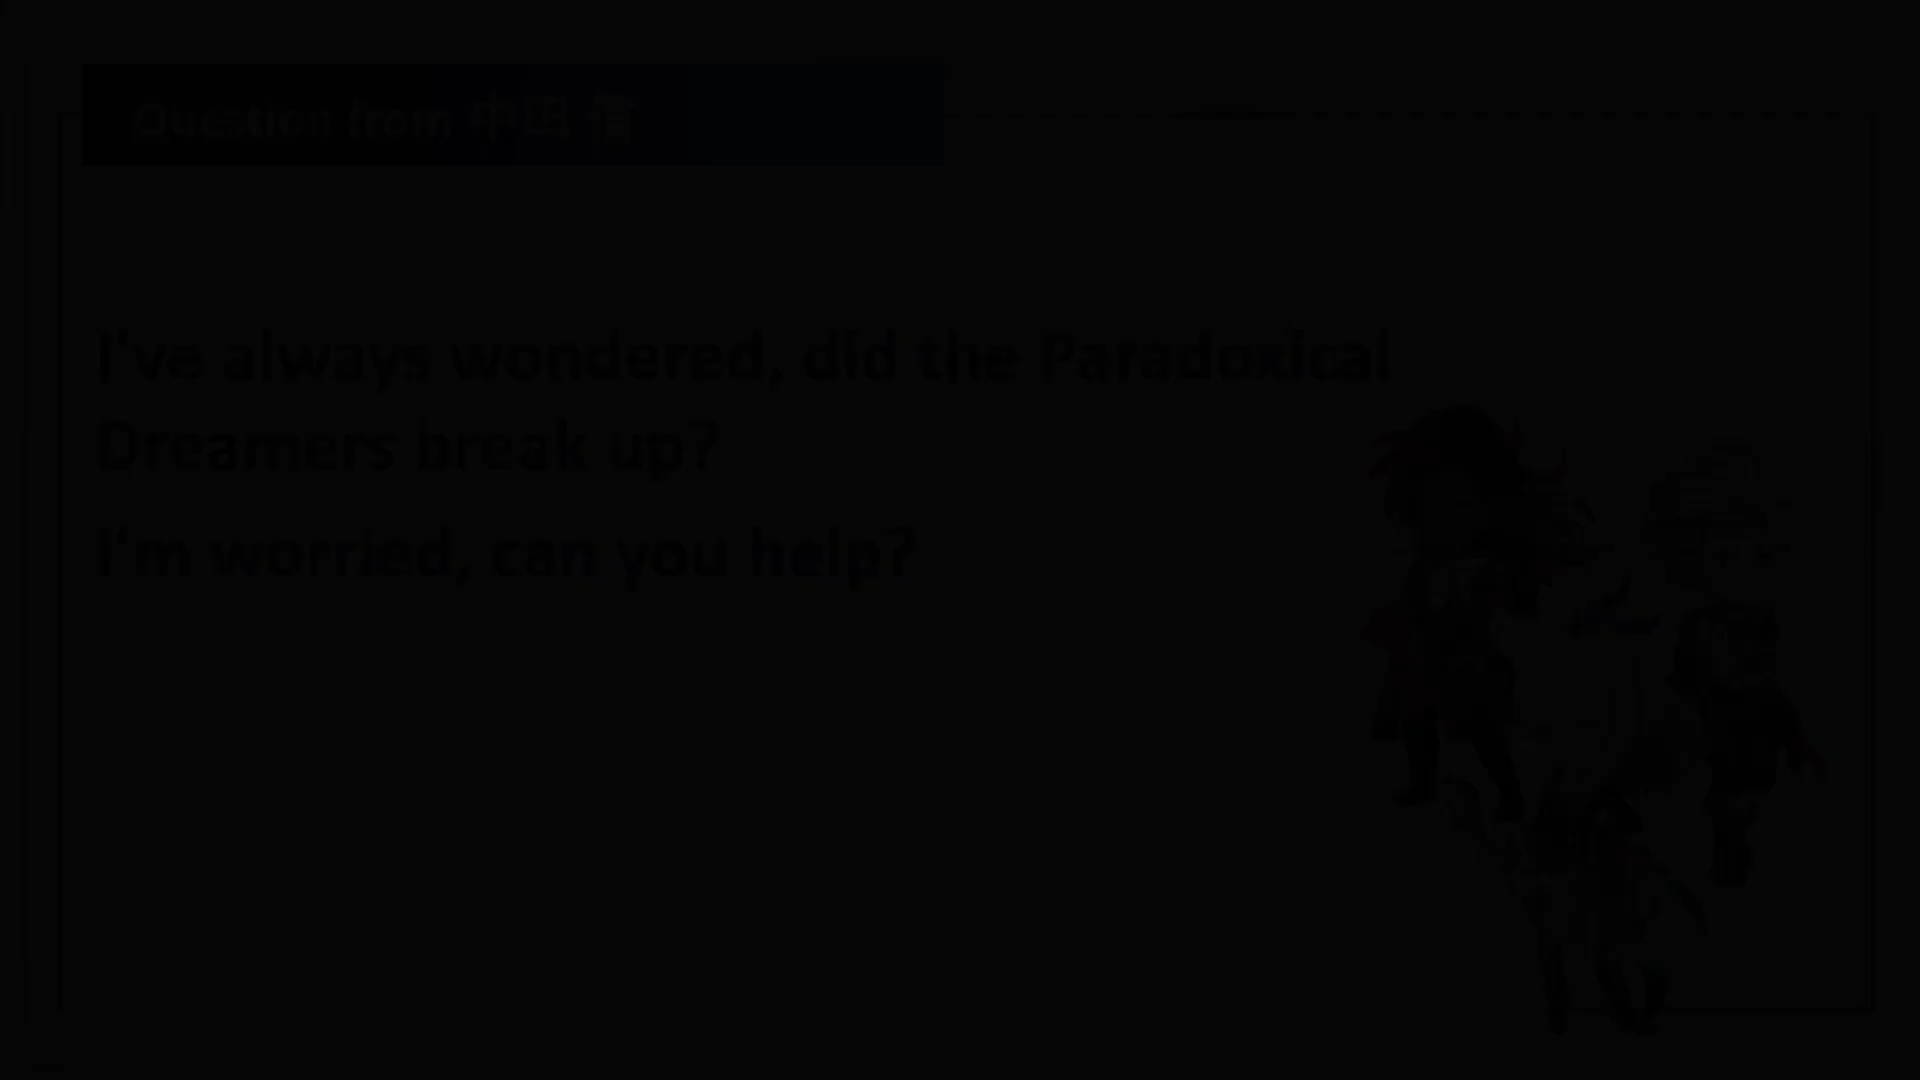 Question from 中四 信
I've always wondered, did the Paradoxical
Dreamers break up?
I'm worried, can you help?